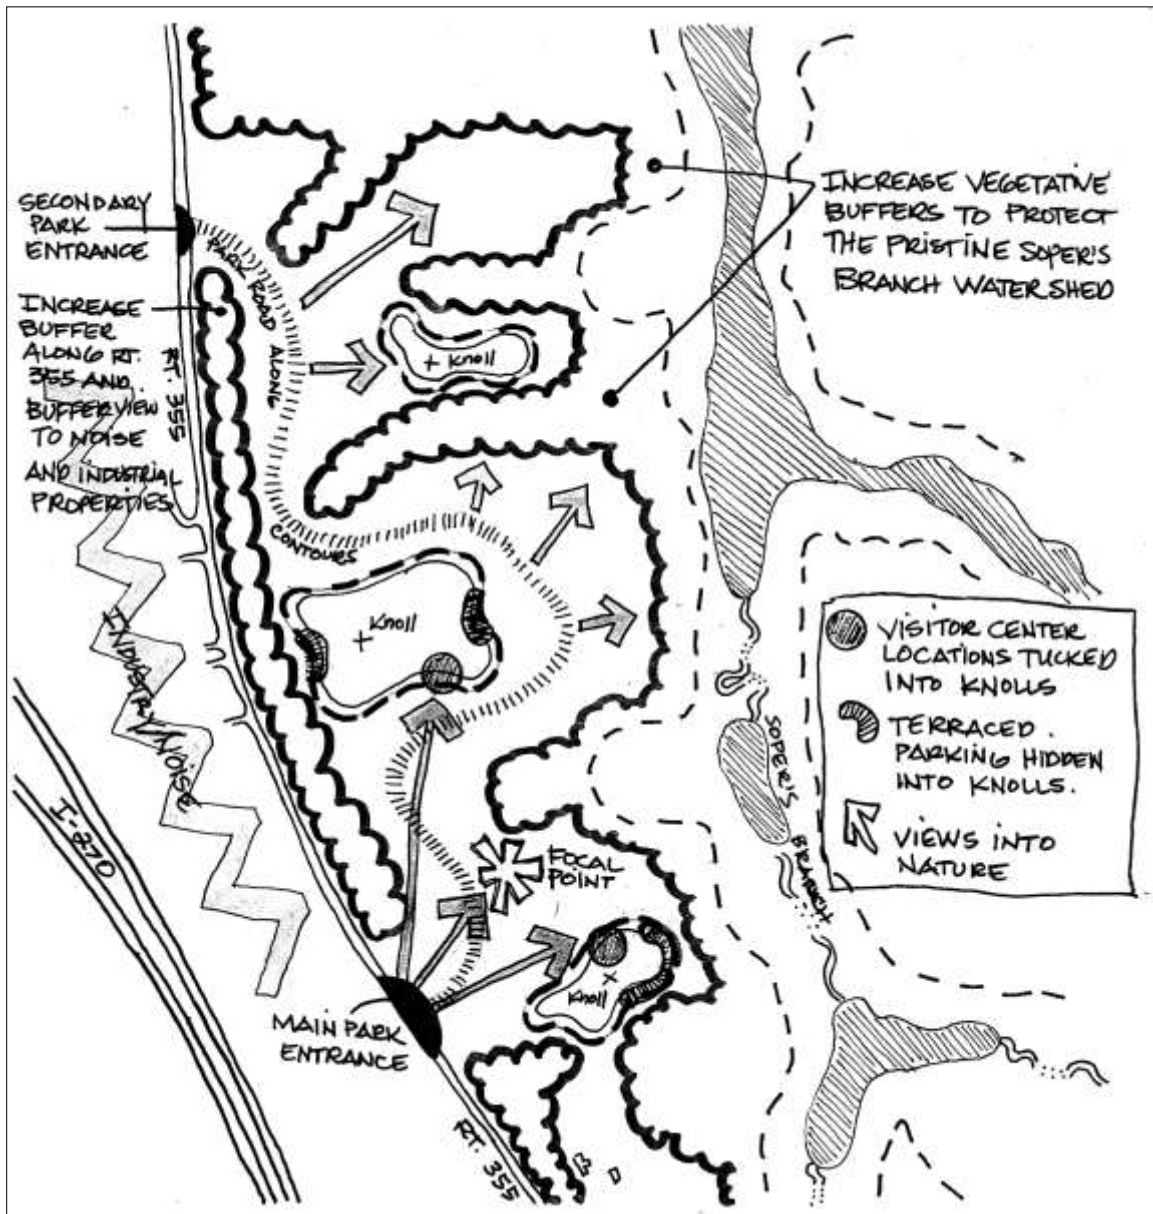 SECONDARY
PARK
ENTRANCE
INCREASE
BUFFER
ALONG RT.
355 AND
BUFFER VIEW
TO NOISE
AND INDUSTRIAL
PROPERTIES
RT. 355
PARK ROAD
ALONG
CONTOURS
INCREASE VEGETATIVE
BUFFERS TO PROTECT
THE PRISTINE SOPER'S
BRANCH WATERSHED
Knoll
Knoll
INDUSTRY/NOISE
I-270
FOCAL
POINT
Knoll
MAIN PARK
ENTRANCE
RT. 355
SOPER'S
BRANCH
VISITOR CENTER
LOCATIONS TUCKED
INTO KNOLLS
TERRACED.
PARKING HIDDEN
INTO KNOLLS.
VIEWS INTO
NATURE